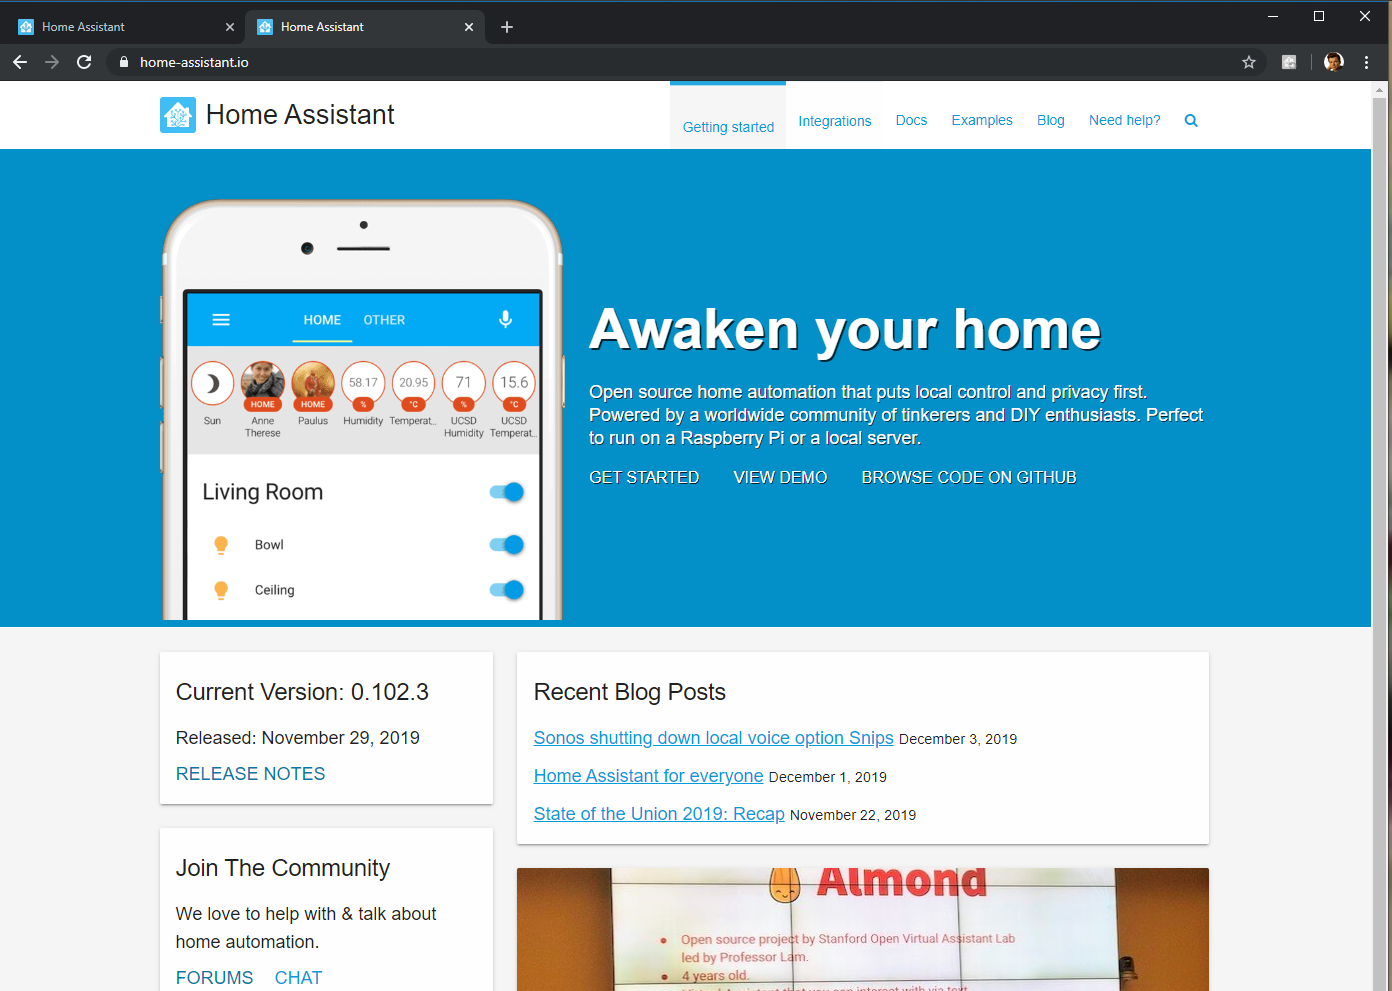 Home Assistant
Home Assistant
home-assistant.io
Home Assistant
Getting started
Integrations
Docs
Examples
Blog
Need help?
HOME
OTHER
58.17
20.95
71
15.6
HOME
HOME
%
°C
%
°C
Sun
Anne
Therese
Paulus
Humidity
Temperat...
UCSD
Humidity
UCSD
Temperat...
Living Room
Bowl
Ceiling
Awaken your home
Open source home automation that puts local control and privacy first.
Powered by a worldwide community of tinkerers and DIY enthusiasts. Perfect
to run on a Raspberry Pi or a local server.
GET STARTED
VIEW DEMO
BROWSE CODE ON GITHUB
Current Version: 0.102.3
Released: November 29, 2019
RELEASE NOTES
Join The Community
We love to help with & talk about
home automation.
FORUMS
CHAT
Recent Blog Posts
Sonos shutting down local voice option Snips December 3, 2019
Home Assistant for everyone December 1, 2019
State of the Union 2019: Recap November 22, 2019
Almond
• Open source project by Stanford Open Virtual Assistant Lab
led by Professor Lam.
• 4 years old.
that you can interact with via text